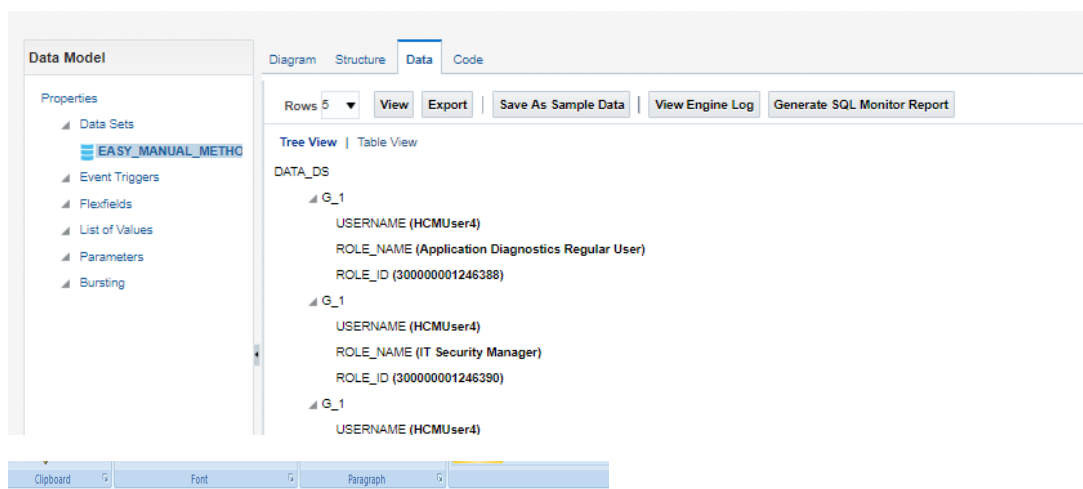 Data Model
Diagram Structure Data Code
Properties
Data Sets
EASY_MANUAL_METHO
Event Triggers
Flexfields
List of Values
Parameters
Bursting
Rows 5 View Export Save As Sample Data View Engine Log Generate SQL Monitor Report
Tree View | Table View
DATA_DS
G_1
USERNAME (HCMUser4)
ROLE_NAME (Application Diagnostics Regular User)
ROLE_ID (300000001246388)
G_1
USERNAME (HCMUser4)
ROLE_NAME (IT Security Manager)
ROLE_ID (300000001246390)
G_1
USERNAME (HCMUser4)
Clipboard Font Paragraph